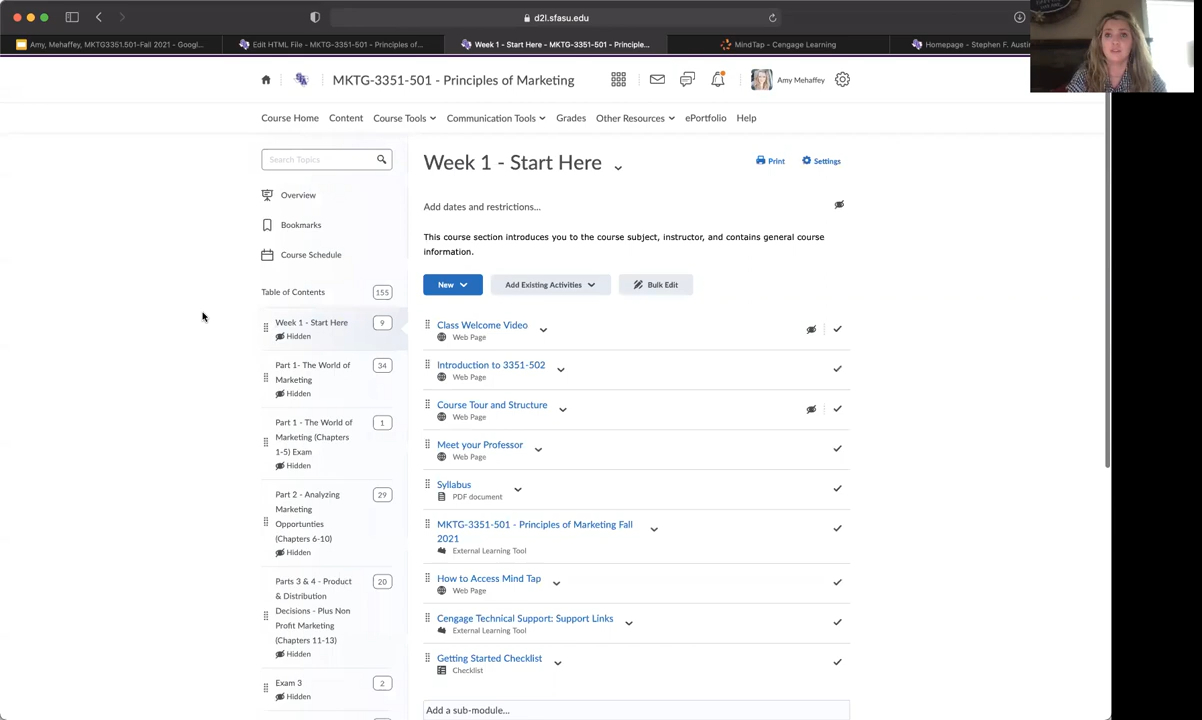 d2l.sfasu.edu
Amy, Mehaffey, MKTG3351.501-Fall 2021 - Googl...
Edit HTML File - MKTG-3351-501 - Principles of...
Week 1 - Start Here - MKTG-3351-501 - Principle...
MindTap - Cengage Learning
Homepage - Stephen F. Austin
MKTG-3351-501 - Principles of Marketing
Amy Mehaffey
Course Home
Content
Course Tools
Communication Tools
Grades
Other Resources
ePortfolio
Help
Search Topics
Overview
Bookmarks
Course Schedule
Table of Contents
155
Week 1 - Start Here
9
Hidden
Part 1- The World of
Marketing
34
Hidden
Part 1 - The World of
Marketing (Chapters
1-5) Exam
1
Hidden
Part 2 - Analyzing
Marketing
Opportunties
(Chapters 6-10)
29
Hidden
Parts 3 & 4 - Product
& Distribution
Decisions - Plus Non
Profit Marketing
(Chapters 11-13)
20
Hidden
Exam 3
2
Hidden
Week 1 - Start Here
Print
Settings
Add dates and restrictions...
This course section introduces you to the course subject, instructor, and contains general course
information.
New
Add Existing Activities
Bulk Edit
Class Welcome Video
Web Page
Introduction to 3351-502
Web Page
Course Tour and Structure
Web Page
Meet your Professor
Web Page
Syllabus
PDF document
MKTG-3351-501 - Principles of Marketing Fall
2021
External Learning Tool
How to Access Mind Tap
Web Page
Cengage Technical Support: Support Links
External Learning Tool
Getting Started Checklist
Checklist
Add a sub-module...